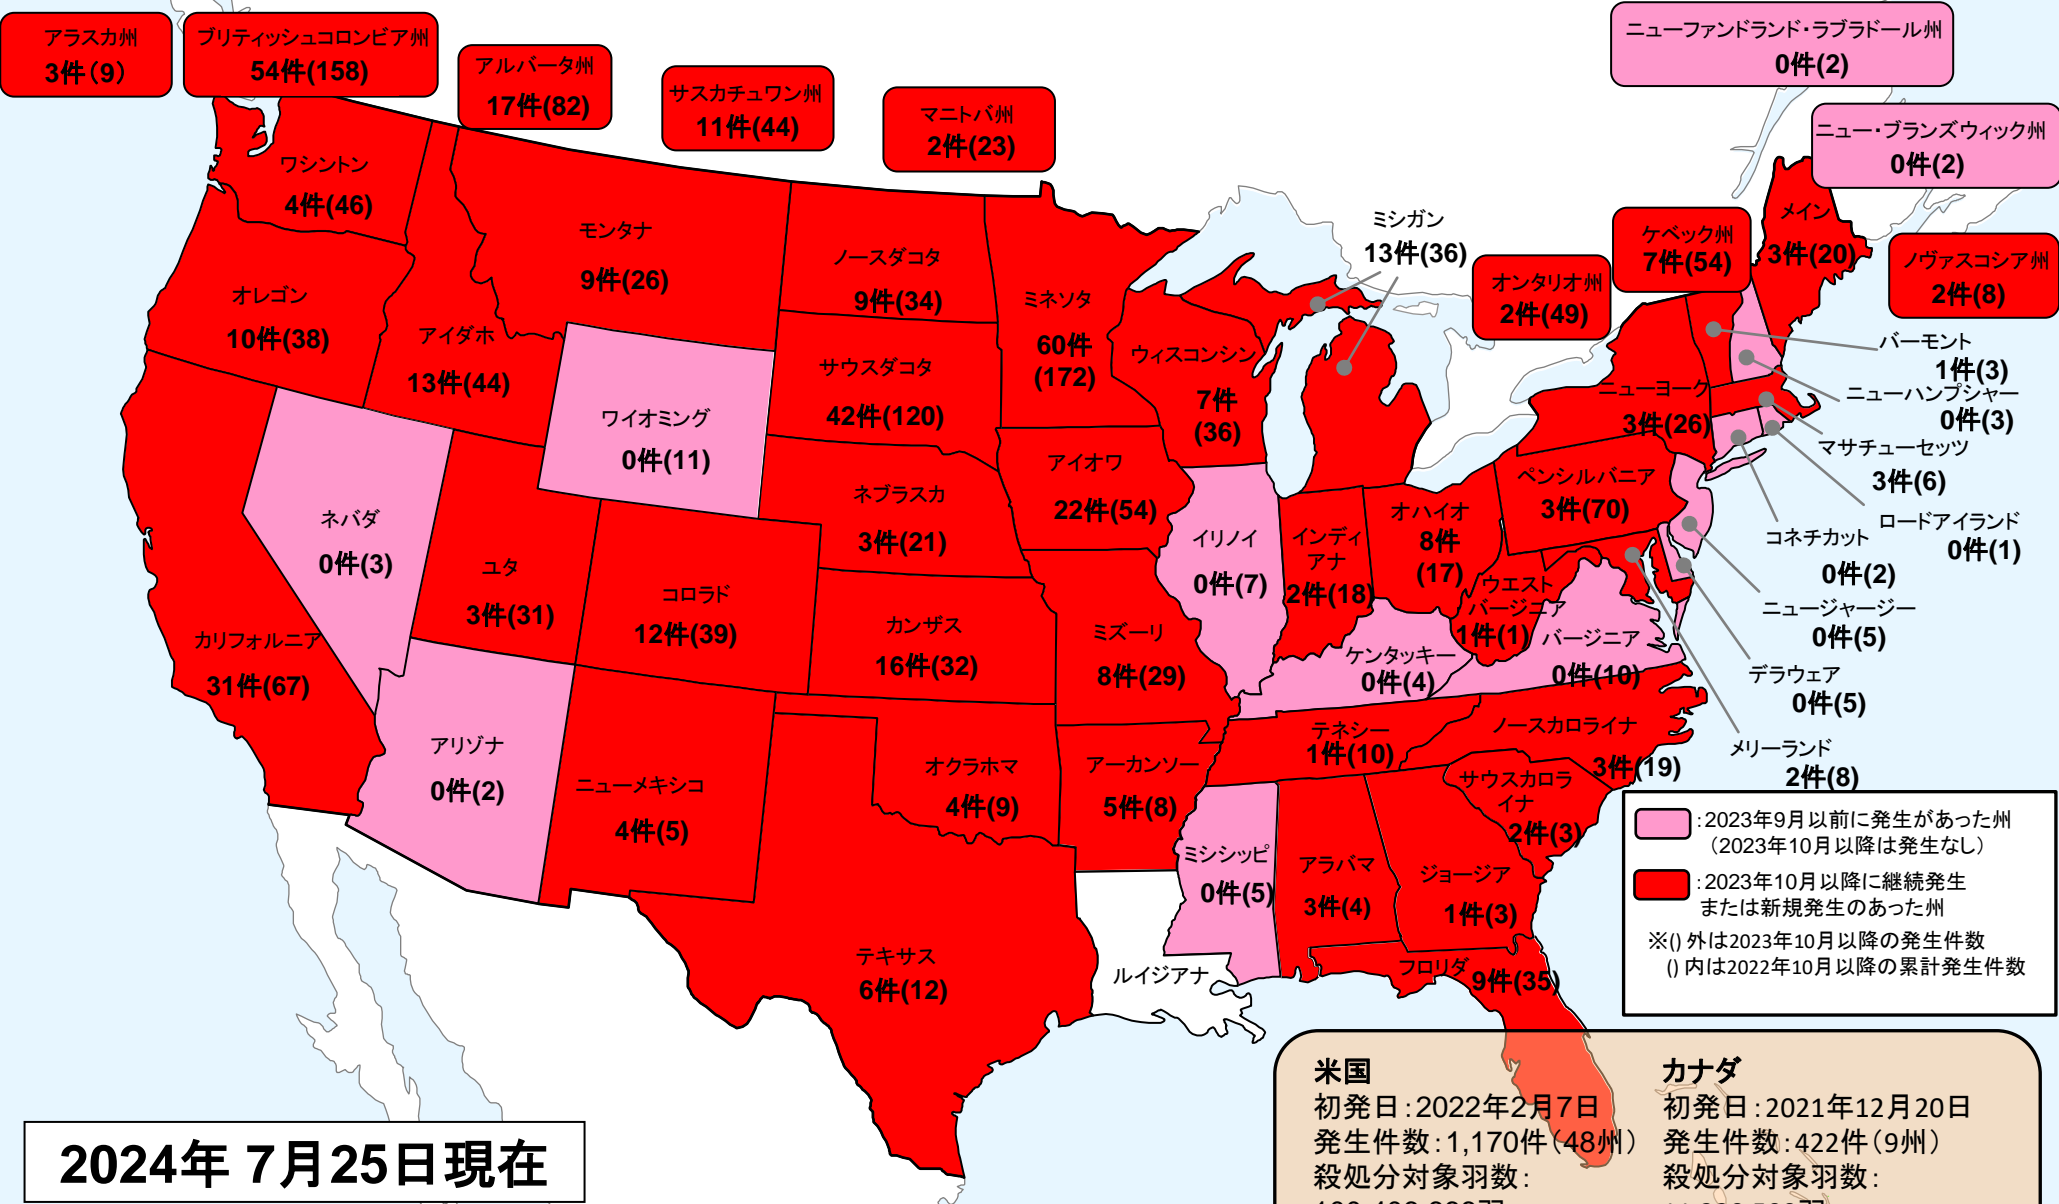 アラスカ州
3件(9)
ブリティッシュコロンビア州
54件(158)
アルバータ州
17件(82)
サスカチュワン州
11件(44)
マニトバ州
2件(23)
ニューファンドランド・ラブラドール州
0件(2)
ニュー・ブランズウィック州
0件(2)
ケベック州
7件(54)
ノヴァスコシア州
2件(8)
オンタリオ州
2件(49)
ワシントン
4件(46)
モンタナ
9件(26)
ノースダコタ
9件(34)
ミネソタ
60件
(172)
ミシガン
13件(36)
メイン
3件(20)
オレゴン
10件(38)
アイダホ
13件(44)
サウスダコタ
42件(120)
ウィスコンシン
7件
(36)
ニューヨーク
3件(26)
バーモント
1件(3)
ニューハンプシャー
0件(3)
マサチューセッツ
3件(6)
ロードアイランド
0件(1)
コネチカット
0件(2)
ニュージャージー
0件(5)
デラウェア
0件(5)
メリーランド
2件(8)
ワイオミング
0件(11)
ネブラスカ
3件(21)
アイオワ
22件(54)
イリノイ
0件(7)
インディ
アナ
2件(18)
オハイオ
8件
(17)
ペンシルバニア
3件(70)
ウエスト
バージニア
1件(1)
バージニア
0件(10)
ケンタッキー
0件(4)
ネバダ
0件(3)
ユタ
3件(31)
コロラド
12件(39)
カンザス
16件(32)
ミズーリ
8件(29)
カリフォルニア
31件(67)
アリゾナ
0件(2)
ニューメキシコ
4件(5)
オクラホマ
4件(9)
アーカンソー
5件(8)
テネシー
1件(10)
ノースカロライナ
3件(19)
サウスカロラ
イナ
2件(3)
ミシシッピ
0件(5)
アラバマ
3件(4)
ジョージア
1件(3)
テキサス
6件(12)
ルイジアナ
フロリダ
9件(35)
:2023年9月以前に発生があった州
(2023年10月以降は発生なし)
:2023年10月以降に継続発生
または新規発生のあった州
※() 外は2023年10月以降の発生件数
() 内は2022年10月以降の累計発生件数
米国
初発日:2022年2月7日
発生件数:1,170件(48州)
殺処分対象羽数:
カナダ
初発日:2021年12月20日
発生件数:422件(9州)
殺処分対象羽数:
2024年 7月25日現在